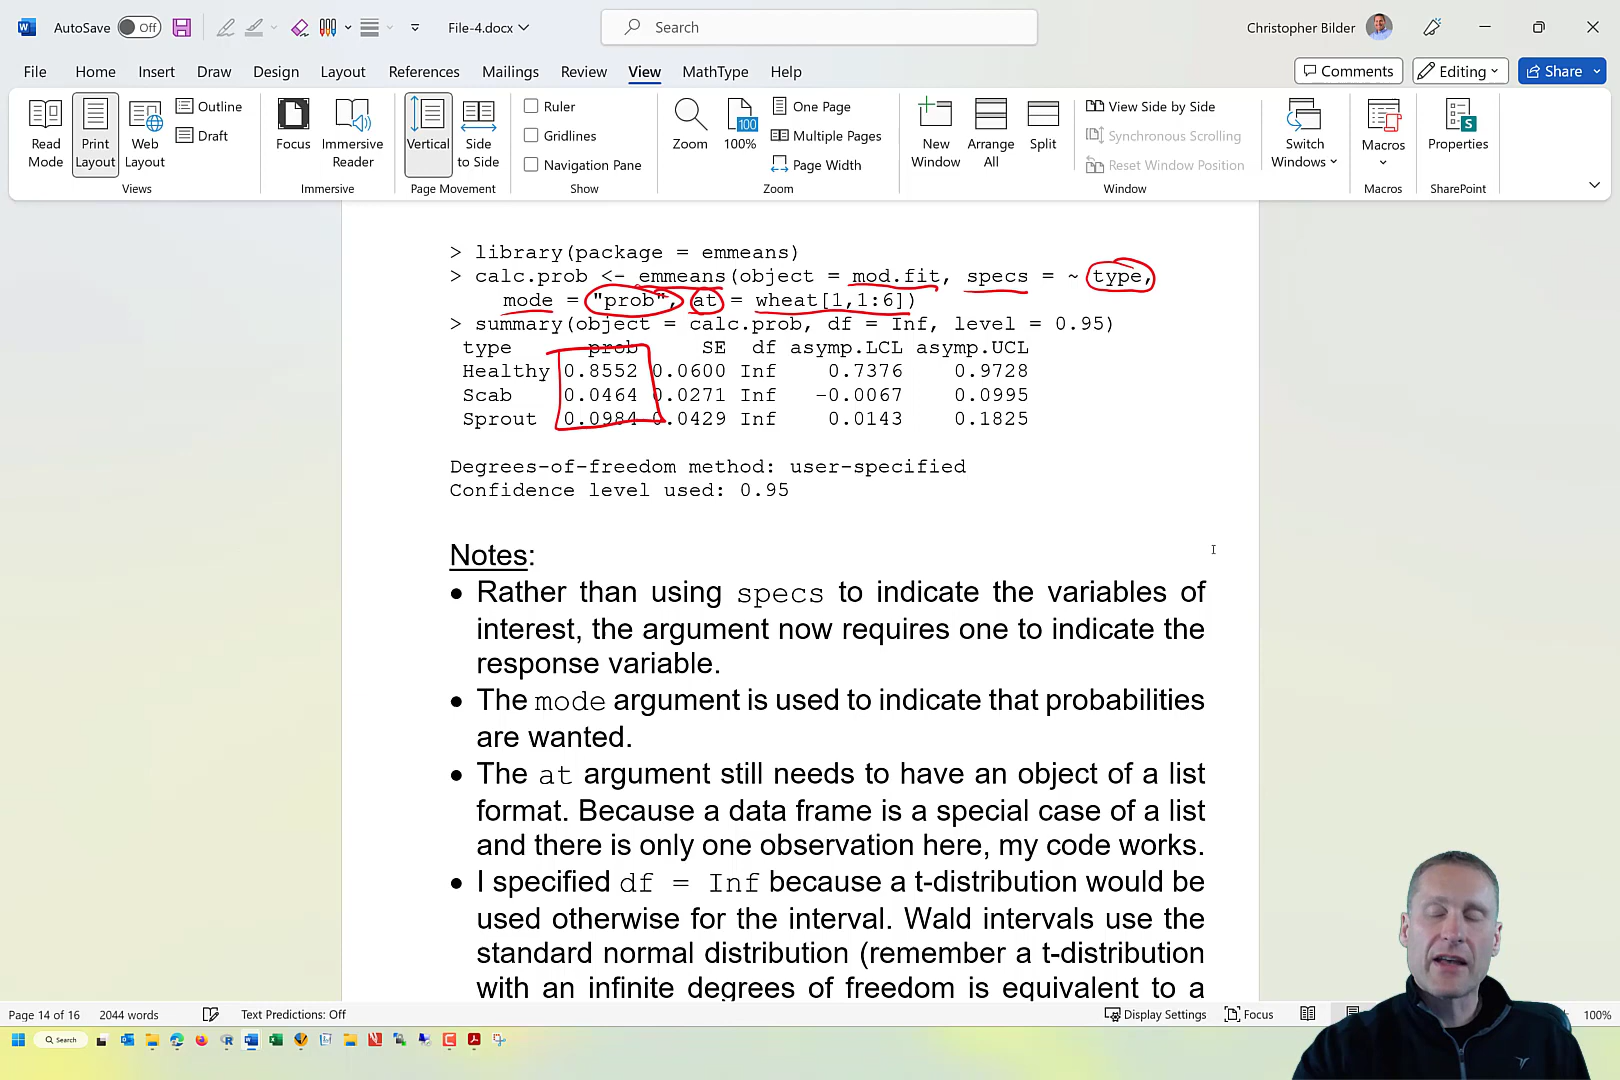 AutoSave Off File-4.docx Search Christopher Bilder
File Home Insert Draw Design Layout References Mailings Review View MathType Help Comments Editing Share
Read Mode Print Layout Web Layout Outline Draft
Views
Focus Immersive Reader
Immersive
Vertical Side to Side
Page Movement
Ruler
Gridlines
Navigation Pane
Show
Zoom 100 100% One Page
Multiple Pages
Page Width
Zoom
New Window Arrange All Split View Side by Side
Synchronous Scrolling
Reset Window Position
Switch Windows
Window
Macros
Macros
Properties
SharePoint
> library(package = emmeans)
> calc.prob <- emmeans(object = mod.fit, specs = ~ type,
mode = "prob", at = wheat[1,1:6])
> summary(object = calc.prob, df = Inf, level = 0.95)
type prob SE df asymp.LCL asymp.UCL
Healthy 0.8552 0.0600 Inf 0.7376 0.9728
Scab 0.0464 0.0271 Inf -0.0067 0.0995
Sprout 0.0984 0.0429 Inf 0.0143 0.1825
Degrees-of-freedom method: user-specified
Confidence level used: 0.95
Notes:
• Rather than using specs to indicate the variables of
interest, the argument now requires one to indicate the
response variable.
• The mode argument is used to indicate that probabilities
are wanted.
• The at argument still needs to have an object of a list
format. Because a data frame is a special case of a list
and there is only one observation here, my code works.
• I specified df = Inf because a t-distribution would be
used otherwise for the interval. Wald intervals use the
standard normal distribution (remember a t-distribution
with an infinite degrees of freedom is equivalent to a
Page 14 of 16 2044 words Text Predictions: Off Display Settings Focus 100%
Search